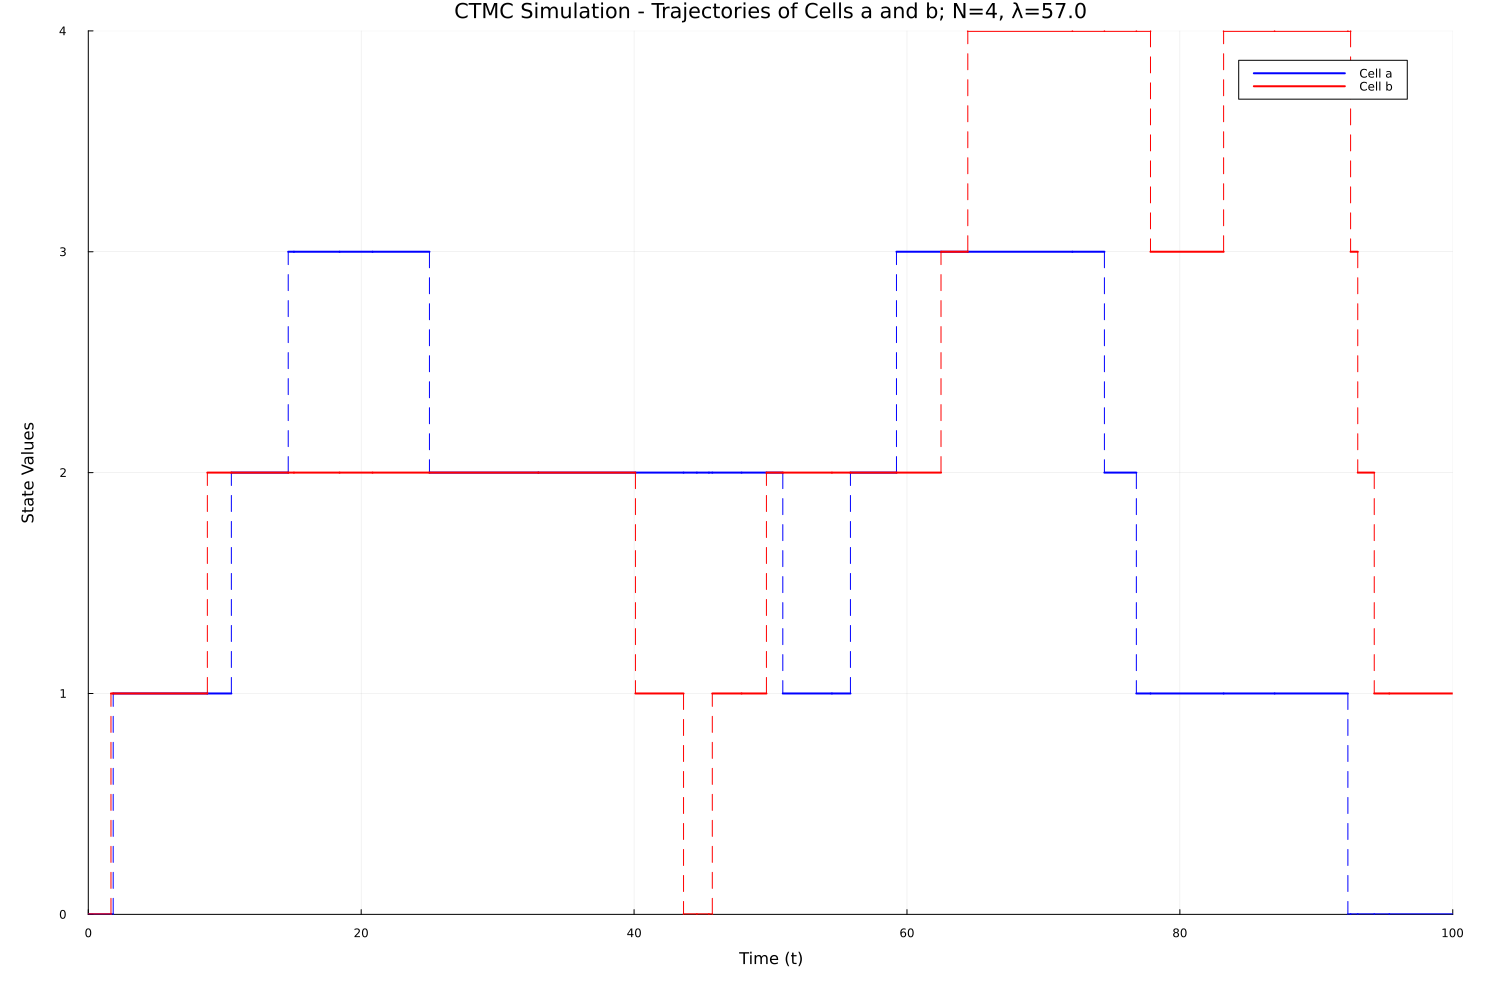 CTMC Simulation - Trajectories of Cells a and b; N=4, λ=57.0
4
Cell a
Cell b
3
State Values
2
1
0
0 20 40 60 80 100
Time (t)